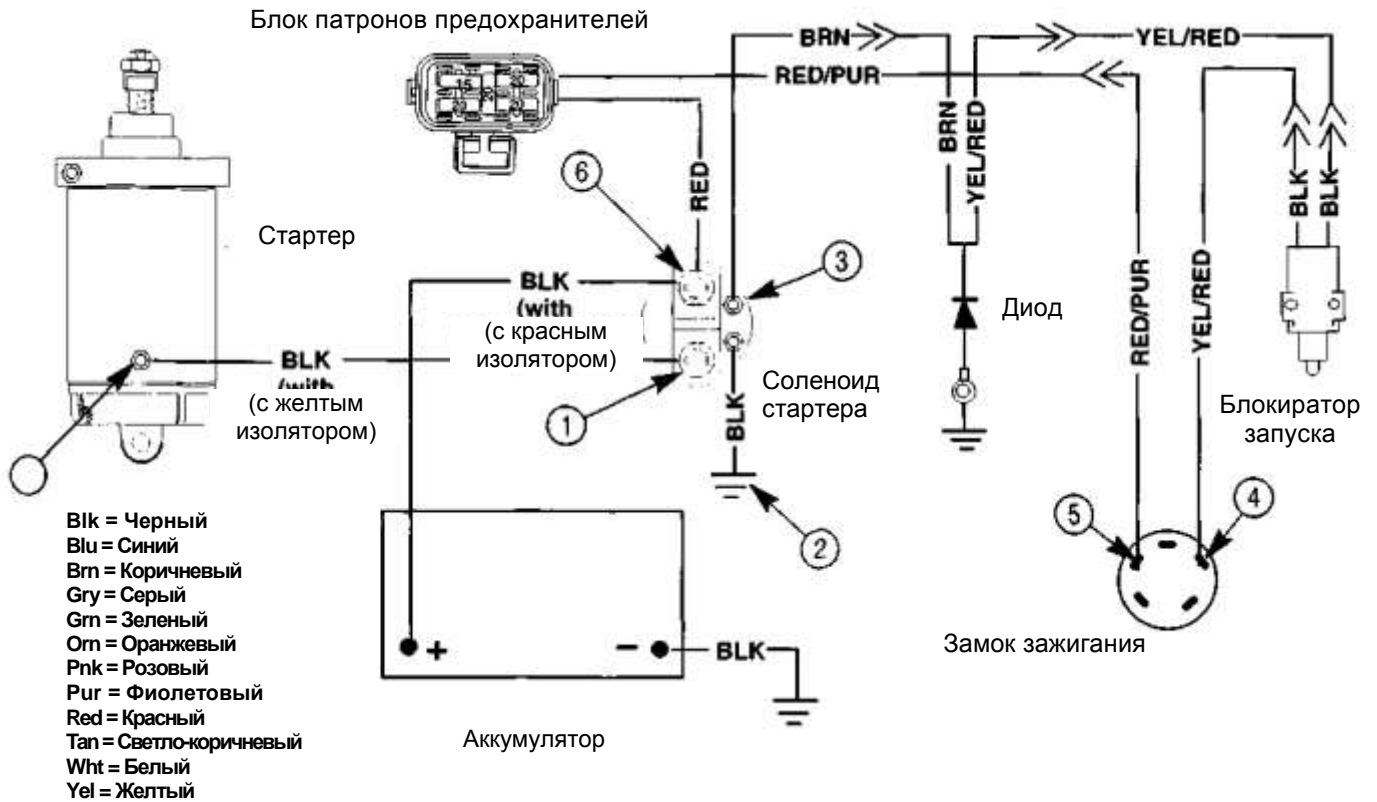 Блок патронов предохранителей
BRN
YEL/RED
RED/PUR
15
20
20
BRN
YEL/RED
RED
6
BLK
BLK
Стартер
3
BLK
(with
(с красным
изолятором)
Диод
RED/PUR
YEL/RED
BLK
(with
(с желтым
изолятором)
1
BLK
Соленоид
стартера
Блокиратор
запуска
2
5
4
Blk = Черный
Blu = Синий
Brn = Коричневый
Gry = Серый
Grn = Зеленый
Orn = Оранжевый
Pnk = Розовый
Pur = Фиолетовый
Red = Красный
Tan = Светло-коричневый
Wht = Белый
Yel = Желтый
+
–
BLK
Аккумулятор
Замок зажигания